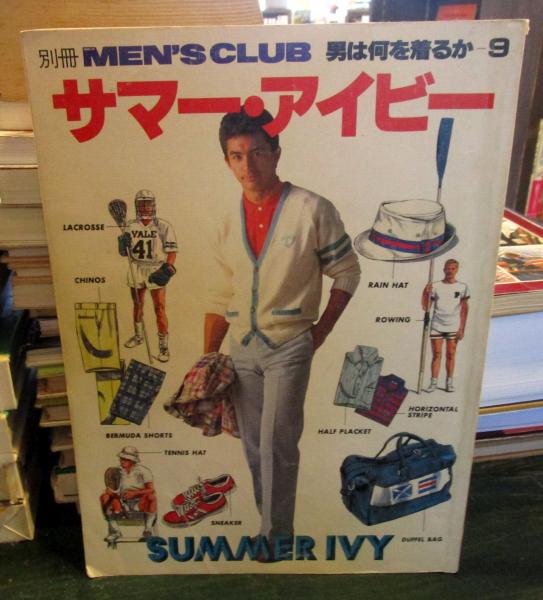 別冊 MEN'S CLUB 男は何を着るか-9
サマー・アイビー
LACROSSE
YALE
41
CHINOS
RAIN HAT
ROWING
P
HORIZONTAL
STRIPE
BERMUDA SHORTS
HALF PLACKET
TENNIS HAT
SNEAKER
DUFFEL BAG
SUMMER IVY